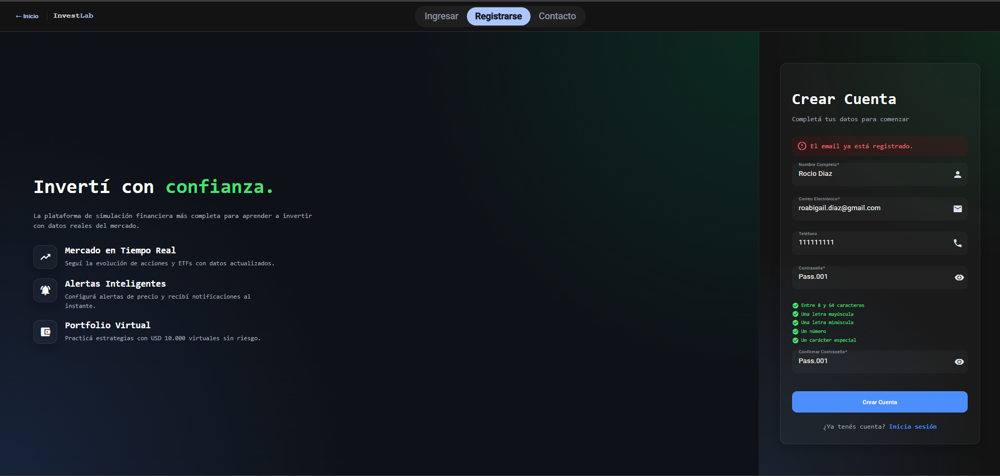 ← Inicio
InvestLab
Ingresar
Registrarse
Contacto
Invertí con confianza.
La plataforma de simulación financiera más completa para aprender a invertir
con datos reales del mercado.
Mercado en Tiempo Real
Seguí la evolución de acciones y ETFs con datos actualizados.
Alertas Inteligentes
Configurá alertas de precio y recibí notificaciones al
instante.
Portfolio Virtual
Practicá estrategias con USD 10.000 virtuales sin riesgo.
Crear Cuenta
Completá tus datos para comenzar
El email ya está registrado.
Nombre Completo*
Rocio Diaz
Correo Electrónico*
roabigail.diaz@gmail.com
Teléfono
111111111
Contraseña*
Pass.001
Entre 8 y 64 caracteres
Una letra mayúscula
Una letra minúscula
Un número
Un carácter especial
Confirmar Contraseña*
Pass.001
Crear Cuenta
¿Ya tenés cuenta? Inicia sesión